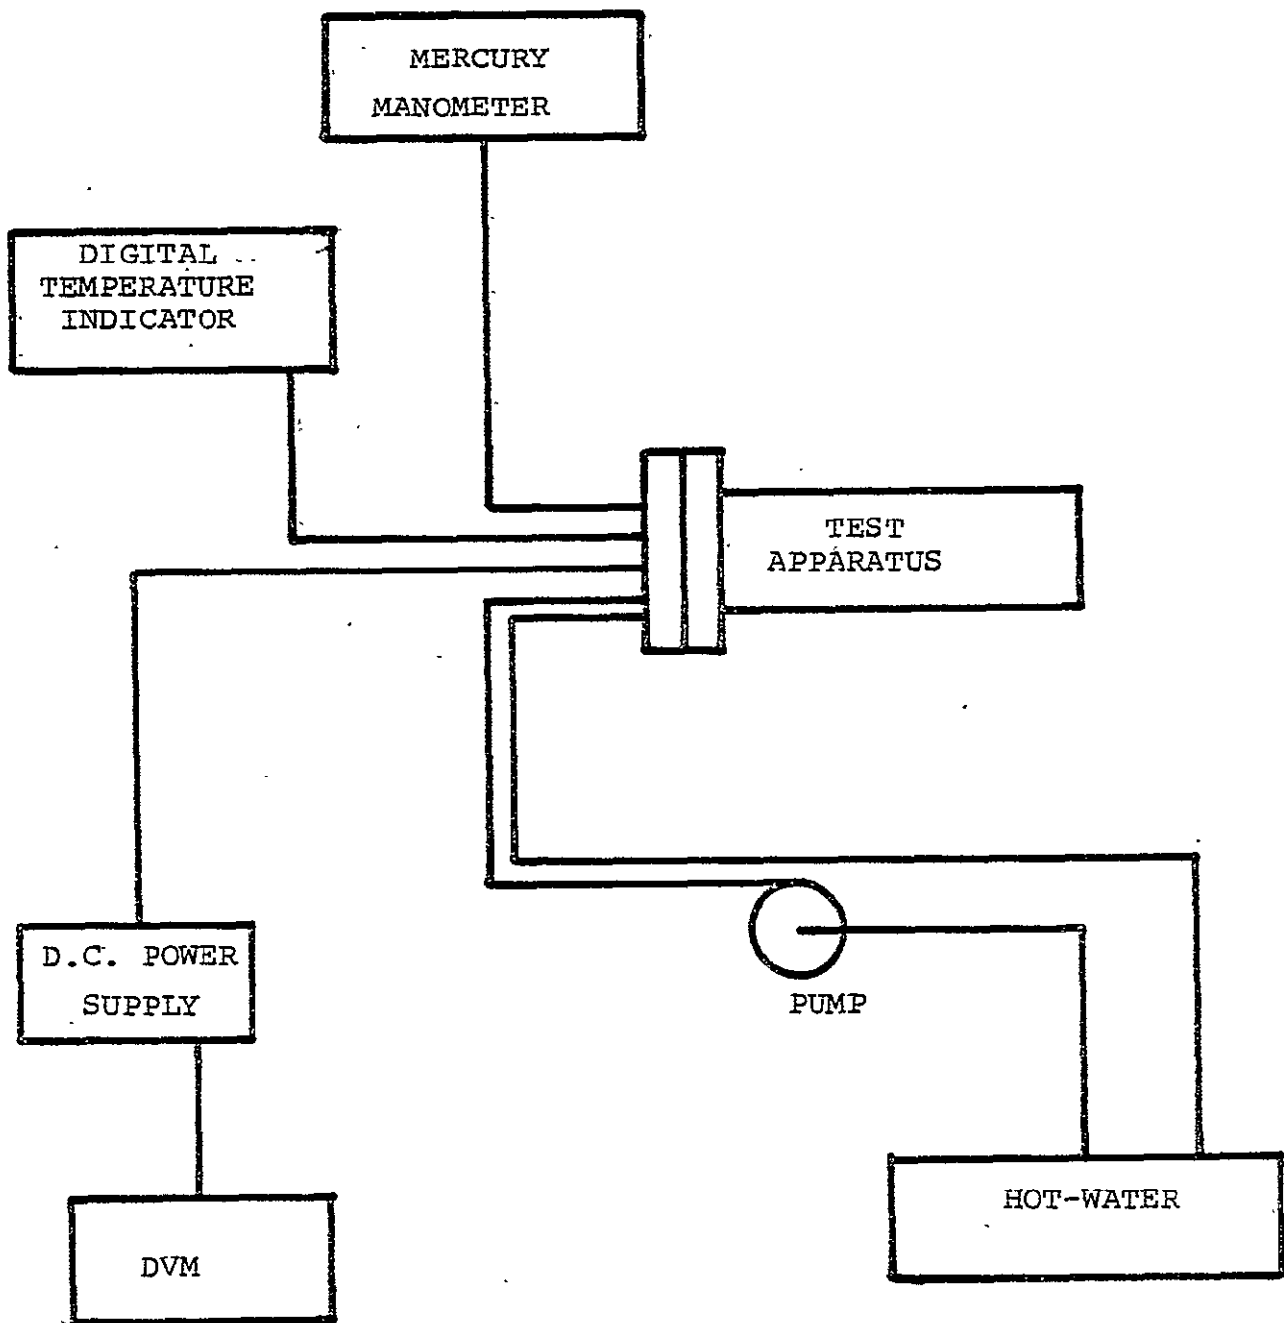 MERCURY
MANOMETER
DIGITAL
TEMPERATURE
INDICATOR
TEST
APPARATUS
D.C. POWER
SUPPLY
PUMP
HOT-WATER
DVM